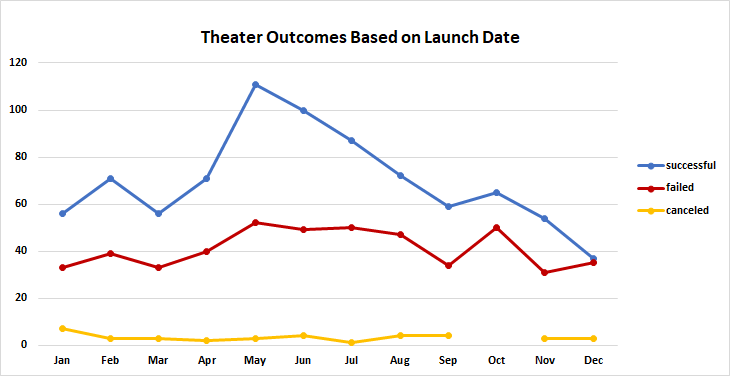 Theater Outcomes Based on Launch Date
120
100
80
60
40
20
0
Jan Feb Mar Apr May Jun Jul Aug Sep Oct Nov Dec
successful
failed
canceled